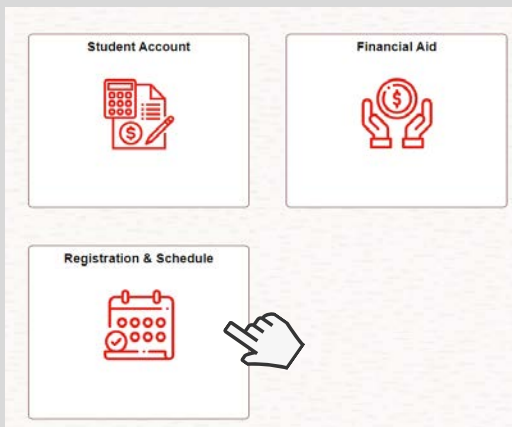 Student Account
Financial Aid
$
$
Registration & Schedule